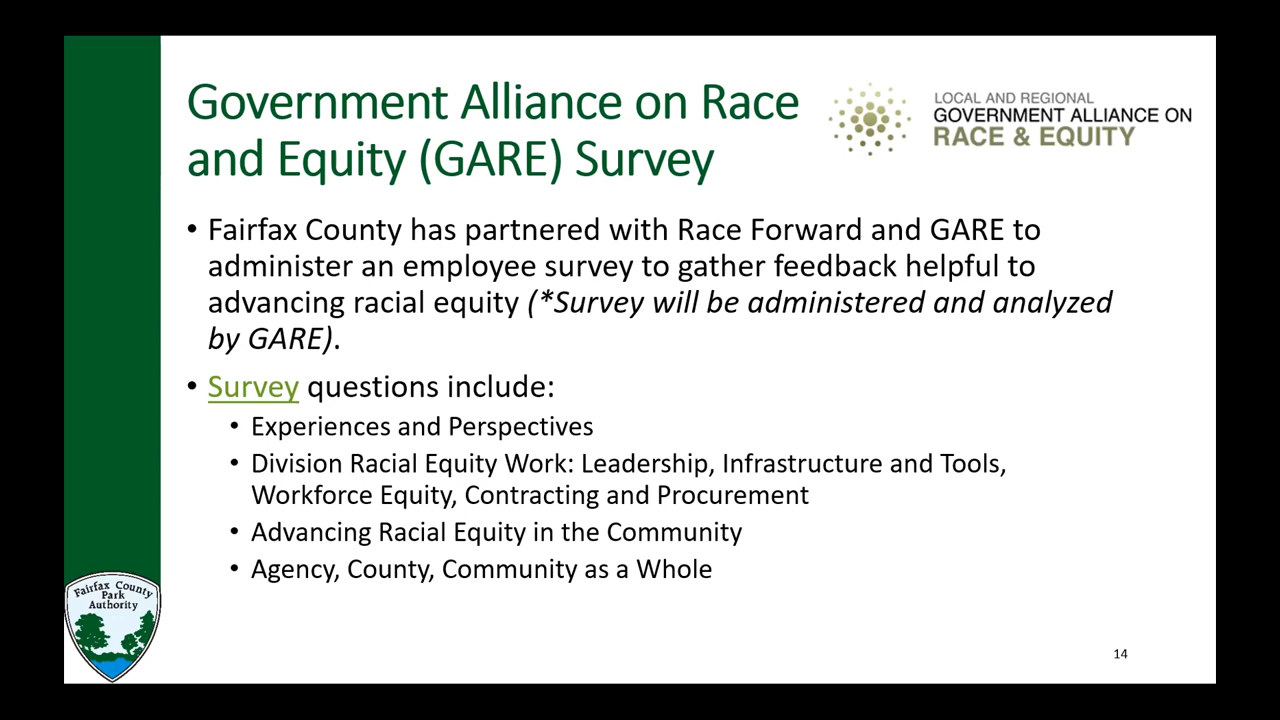 Government Alliance on Race
and Equity (GARE) Survey
LOCAL AND REGIONAL
GOVERNMENT ALLIANCE ON
RACE & EQUITY
• Fairfax County has partnered with Race Forward and GARE to
administer an employee survey to gather feedback helpful to
advancing racial equity (*Survey will be administered and analyzed
by GARE).
• Survey questions include:
• Experiences and Perspectives
• Division Racial Equity Work: Leadership, Infrastructure and Tools,
Workforce Equity, Contracting and Procurement
• Advancing Racial Equity in the Community
• Agency, County, Community as a Whole
Fairfax County
Park
Authority
14